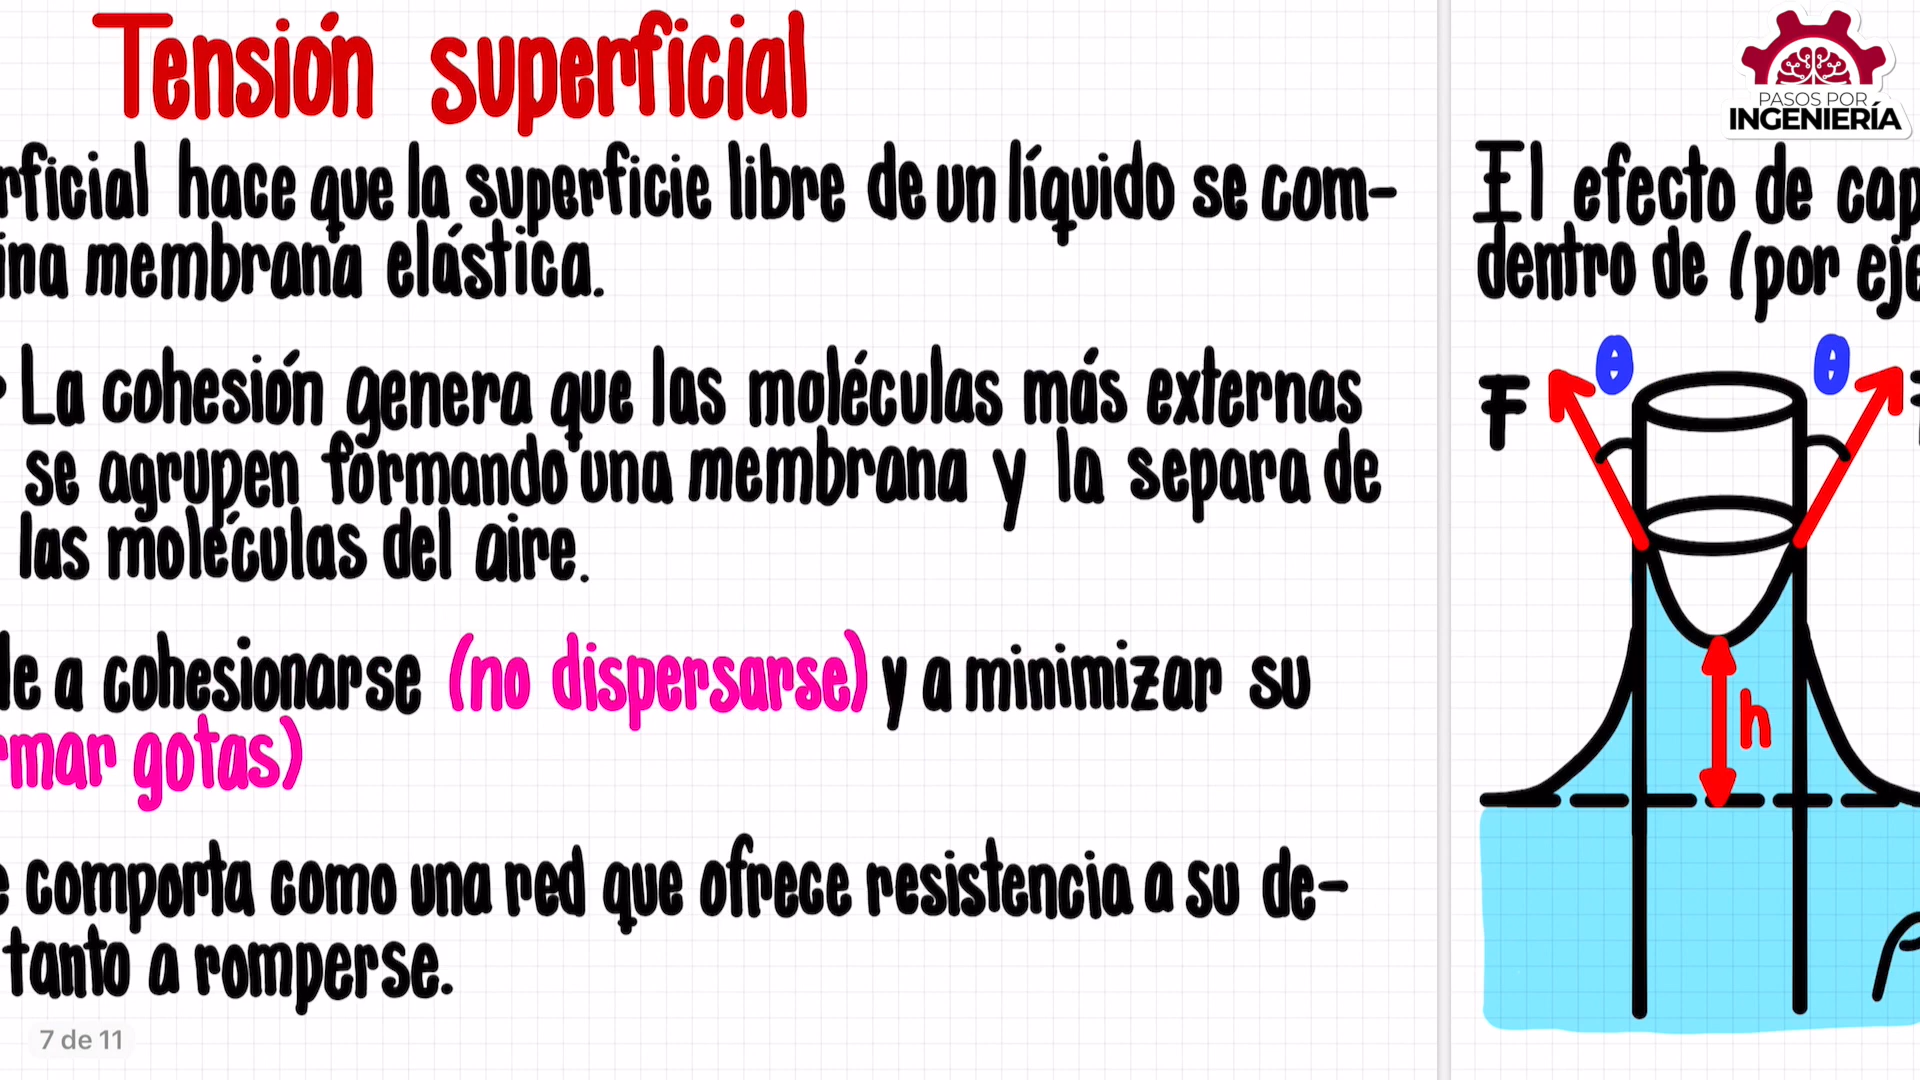 Tensión superficial
rficial hace que la superficie libre de un líquido se com-
ina membrana elástica.
• La cohesión genera que las moléculas más externas
se agrupen formando una membrana y la separa de
las moléculas del aire.
de a cohesionarse (no dispersarse) y a minimizar su
rmar gotas)
e comporta como una red que ofrece resistencia a su de-
tanto a romperse.
7 de 11
PASOS POR
INGENIERÍA
El efecto de cap
dentro de (por eje
F θ θ
h
ρ